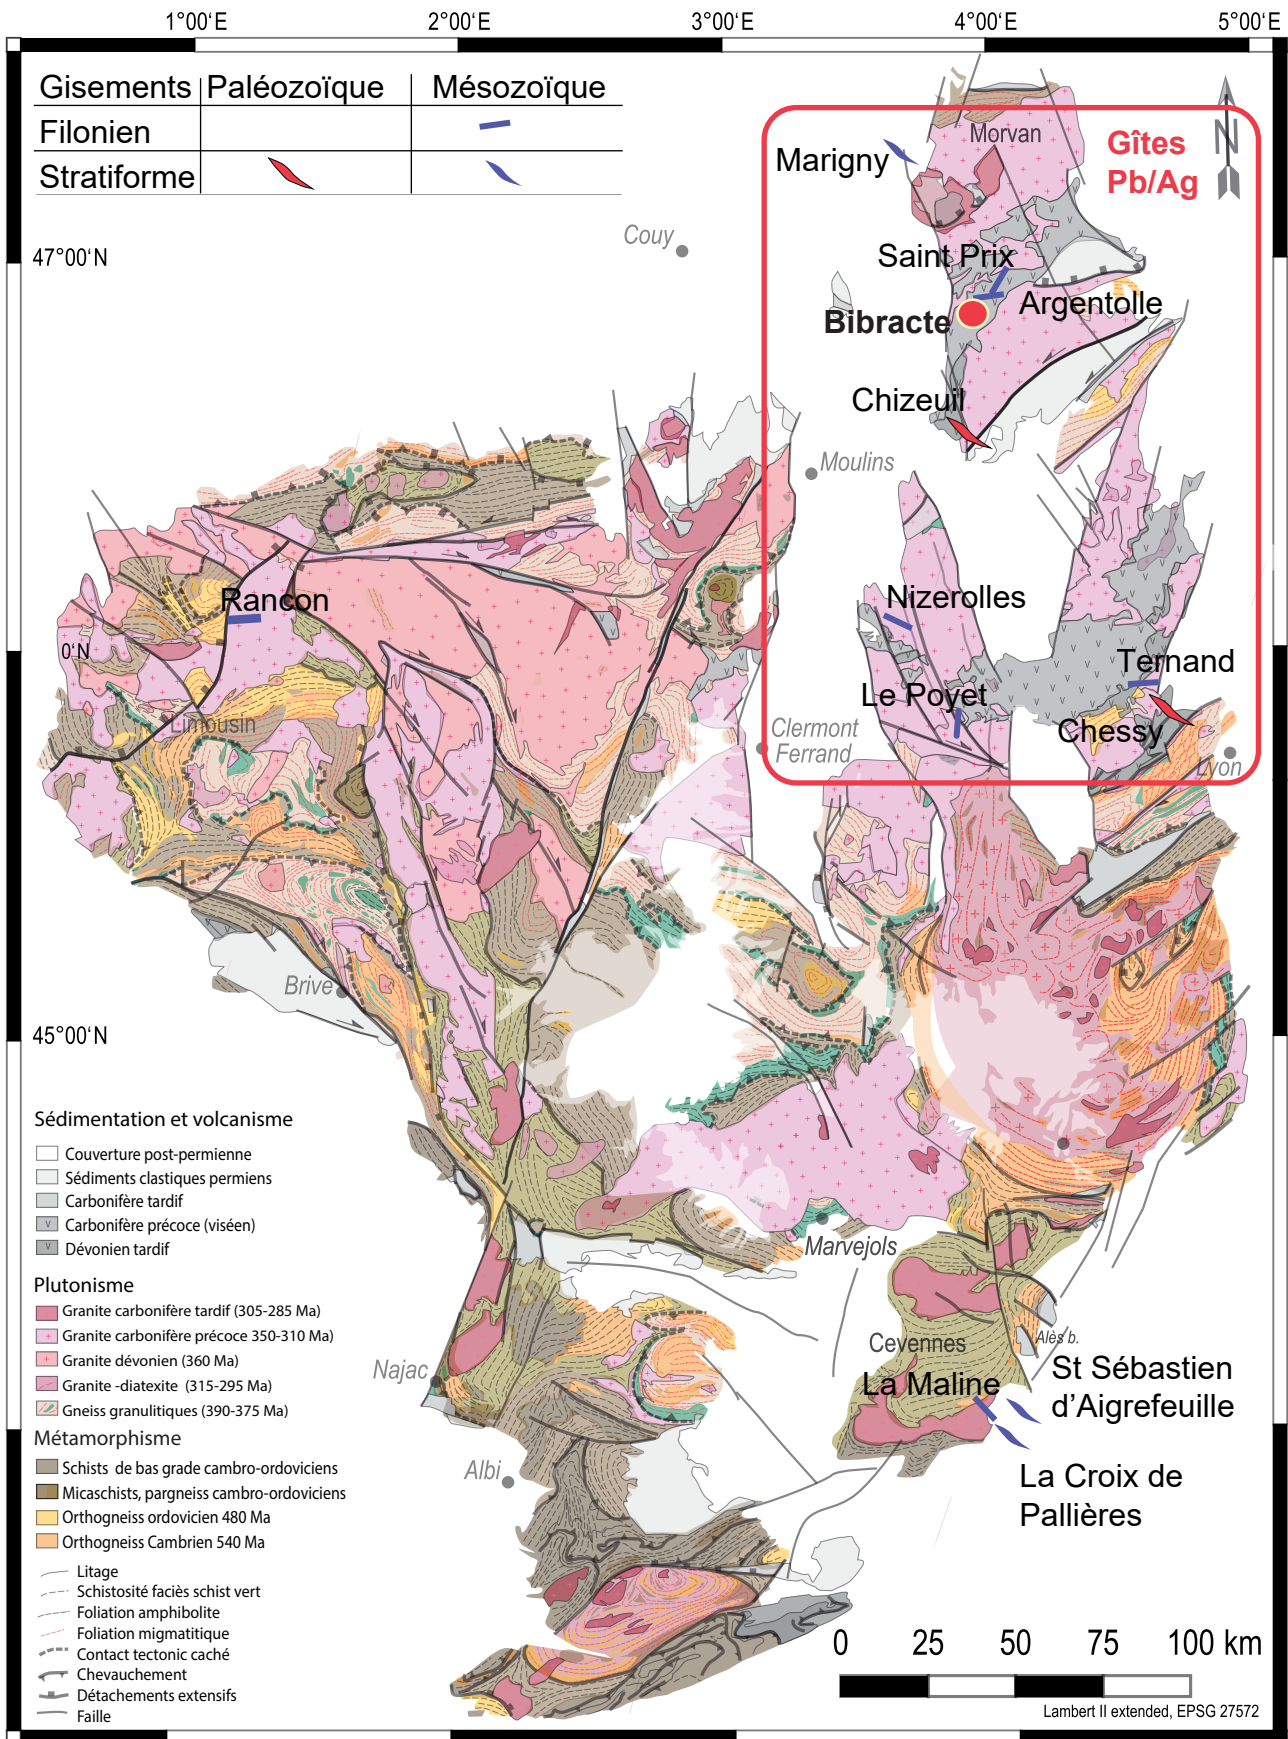 1°00‘E 2°00‘E 3°00‘E 4°00‘E 5°00‘E
Gisements Paléozoïque Mésozoïque
Filonien
Stratiforme
Morvan
Gîtes
Pb/Ag
N
Marigny
Couy
47°00‘N
Saint Prix
Argentolle
Bibracte
Chizeuil
Moulins
Rancon
Nizerolles
0‘N
Ternand
Le Poyet
Limousin
Chessy
Clermont
Ferrand
Lyon
Brive
45°00‘N
Sédimentation et volcanisme
Couverture post-permienne
Sédiments clastiques permiens
Carbonifère tardif
v Carbonifère précoce (viséen)
v Dévonien tardif
Marvejols
Plutonisme
Granite carbonifère tardif (305-285 Ma)
Granite carbonifère précoce 350-310 Ma)
Granite dévonien (360 Ma)
Granite -diatexite (315-295 Ma)
Gneiss granulitiques (390-375 Ma)
Alès b.
Cevennes
Najac
La Maline
St Sébastien
d’Aigrefeuille
Métamorphisme
Schists de bas grade cambro-ordoviciens
Micaschists, pargneiss cambro-ordoviciens
Orthogneiss ordovicien 480 Ma
Orthogneiss Cambrien 540 Ma
Albi
La Croix de
Pallières
Litage
Schistosité faciès schist vert
Foliation amphibolite
Foliation migmatitique
Contact tectonic caché
Chevauchement
Détachements extensifs
Faille
0 25 50 75 100 km
Lambert II extended, EPSG 27572